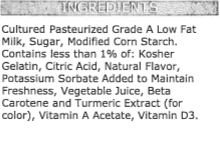 INGREDIENTS
Cultured Pasteurized Grade A Low Fat
Milk, Sugar, Modified Corn Starch.
Contains less than 1% of: Kosher
Gelatin, Citric Acid, Natural Flavor,
Potassium Sorbate Added to Maintain
Freshness, Vegetable Juice, Beta
Carotene and Turmeric Extract (for
color), Vitamin A Acetate, Vitamin D3.